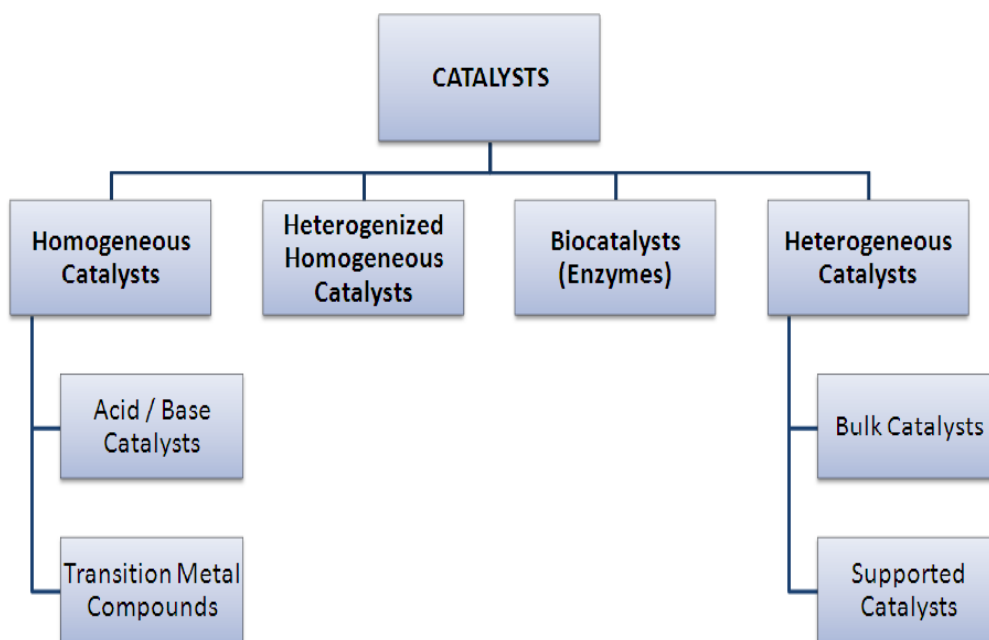 CATALYSTS
Homogeneous
Catalysts
Heterogenized
Homogeneous
Catalysts
Biocatalysts
(Enzymes)
Heterogeneous
Catalysts
Acid / Base
Catalysts
Transition Metal
Compounds
Bulk Catalysts
Supported
Catalysts